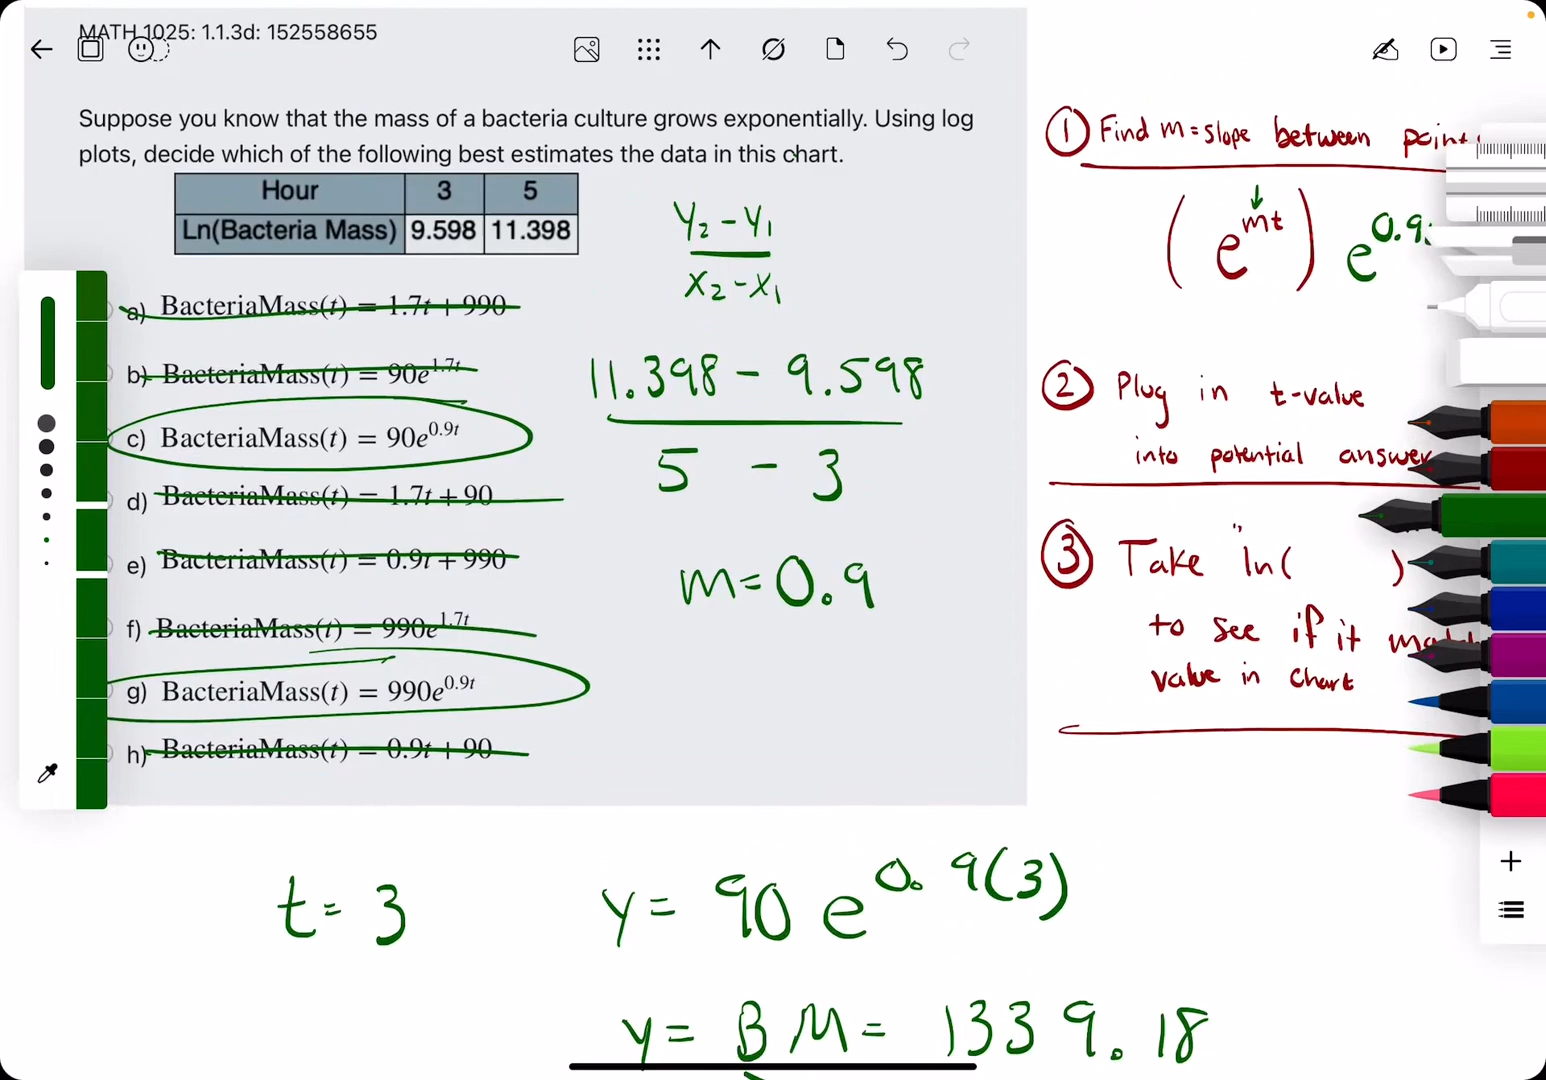 MATH 1025: 1.1.3d: 152558655
Suppose you know that the mass of a bacteria culture grows exponentially. Using log
plots, decide which of the following best estimates the data in this chart.
Hour 3 5
Ln(Bacteria Mass) 9.598 11.398
a) BacteriaMass(t) = 1.7t + 990
b) BacteriaMass(t) = 90e^1.7t
c) BacteriaMass(t) = 90e^0.9t
d) BacteriaMass(t) = 1.7t + 90
e) BacteriaMass(t) = 0.9t + 990
f) BacteriaMass(t) = 990e^1.7t
g) BacteriaMass(t) = 990e^0.9t
h) BacteriaMass(t) = 0.9t + 90
y₂ - y₁
x₂ - x₁
11.398 - 9.598
5 - 3
m = 0.9
① Find m = slope between point
(e^mt) e^0.9
② Plug in t-value
into potential answer
③ Take "ln( )
to see if it
value in chart
t = 3
y = 90 e^0.9(3)
y = BM = 1339.18